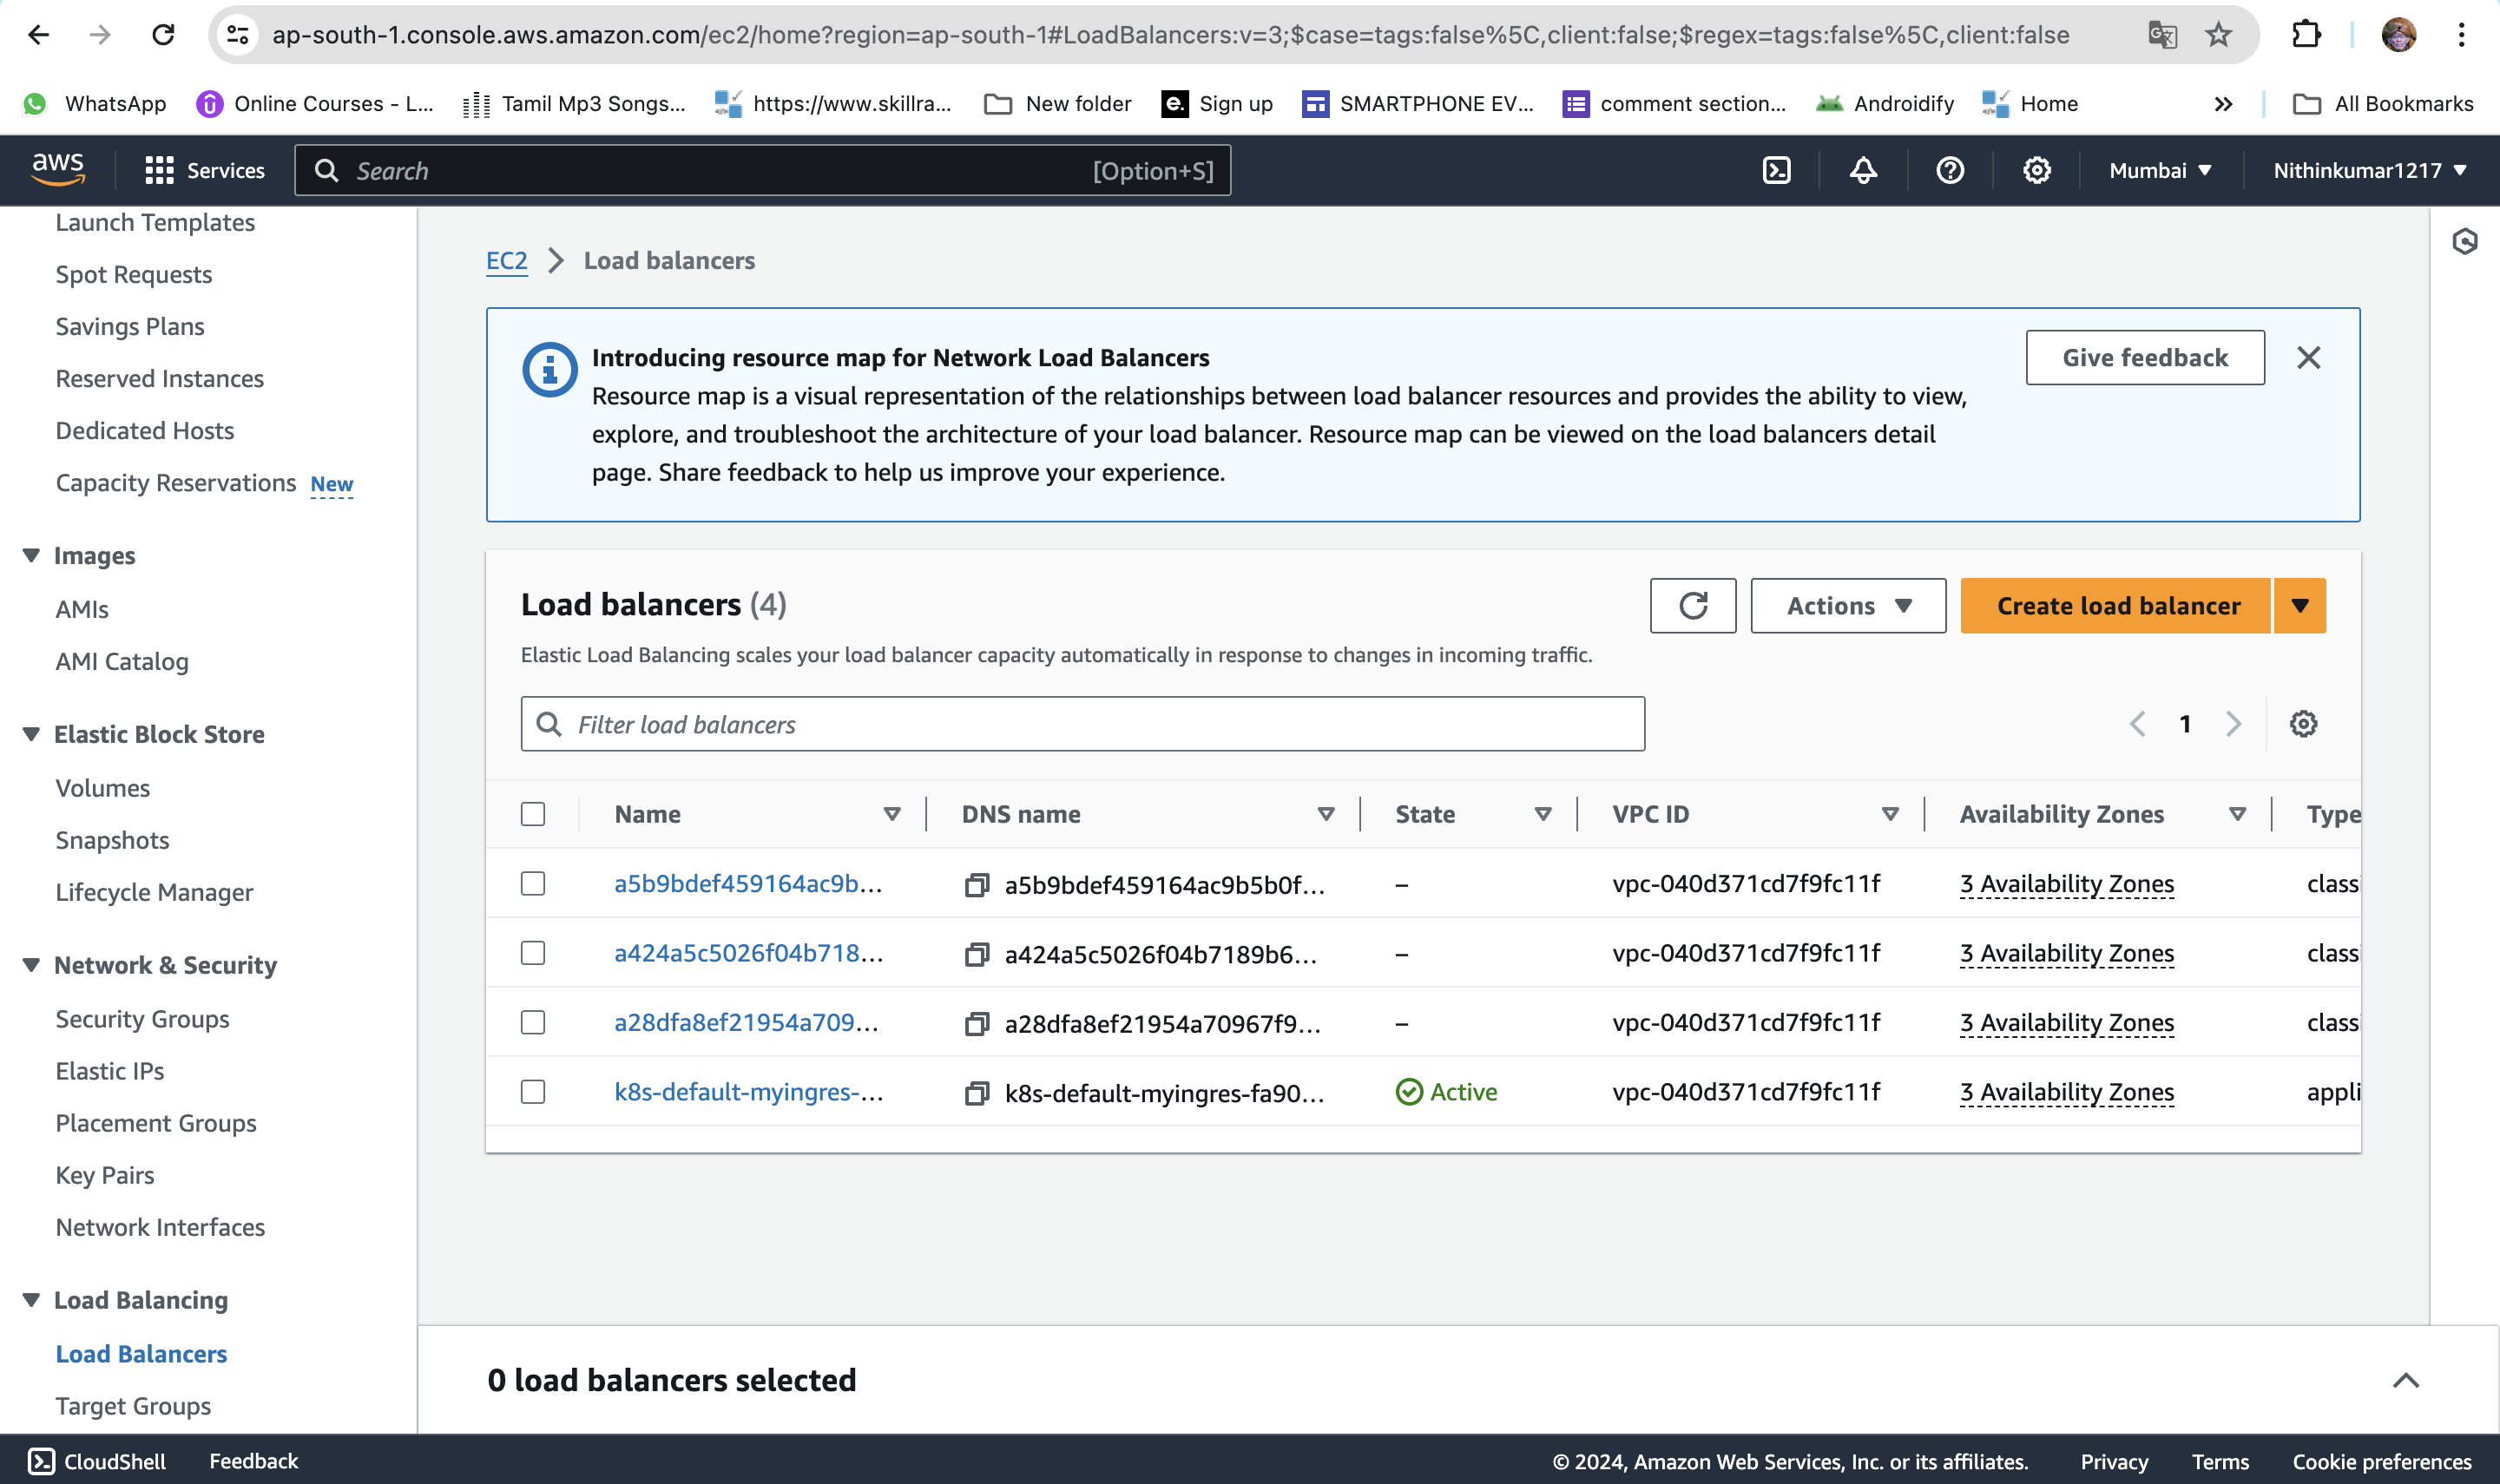 ap-south-1.console.aws.amazon.com/ec2/home?region=ap-south-1#LoadBalancers:v=3;$case=tags:false%5C,client:false;$regex=tags:false%5C,client:false
WhatsApp Online Courses - L... Tamil Mp3 Songs... https://www.skillra... New folder e. Sign up SMARTPHONE EV... comment section... Androidify Home All Bookmarks
aws Services Search [Option+S] Mumbai Nithinkumar1217
Launch Templates
Spot Requests
Savings Plans
Reserved Instances
Dedicated Hosts
Capacity Reservations New
Images
AMIs
AMI Catalog
Elastic Block Store
Volumes
Snapshots
Lifecycle Manager
Network & Security
Security Groups
Elastic IPs
Placement Groups
Key Pairs
Network Interfaces
Load Balancing
Load Balancers
Target Groups
EC2 Load balancers
Introducing resource map for Network Load Balancers
Resource map is a visual representation of the relationships between load balancer resources and provides the ability to view,
explore, and troubleshoot the architecture of your load balancer. Resource map can be viewed on the load balancers detail
page. Share feedback to help us improve your experience.
Give feedback
Load balancers (4)
Actions
Create load balancer
Elastic Load Balancing scales your load balancer capacity automatically in response to changes in incoming traffic.
Filter load balancers
1
Name DNS name State VPC ID Availability Zones Type
a5b9bdef459164ac9b... a5b9bdef459164ac9b5b0f... – vpc-040d371cd7f9fc11f 3 Availability Zones classi
a424a5c5026f04b718... a424a5c5026f04b7189b6... – vpc-040d371cd7f9fc11f 3 Availability Zones classi
a28dfa8ef21954a709... a28dfa8ef21954a70967f9... – vpc-040d371cd7f9fc11f 3 Availability Zones classi
k8s-default-myingres-... k8s-default-myingres-fa90... Active vpc-040d371cd7f9fc11f 3 Availability Zones appli
0 load balancers selected
CloudShell Feedback © 2024, Amazon Web Services, Inc. or its affiliates. Privacy Terms Cookie preferences